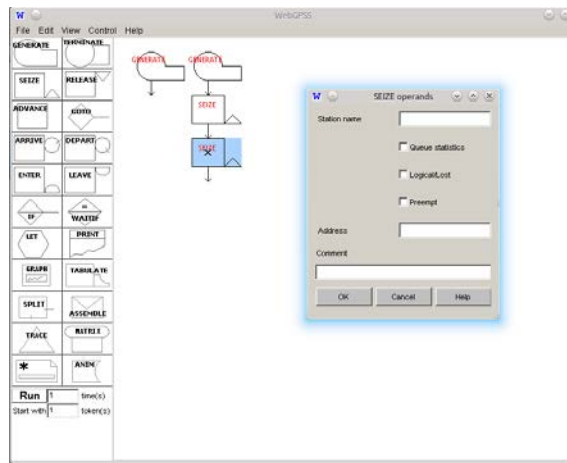 W WebGPSS
File Edit View Control Help
GENERATE TERMINATE
SEIZE RELEASE
ADVANCE GOTO
ARRIVE DEPART
ENTER LEAVE
IF WAITIF
LET PRINT
GRAPH TABULATE
SPLIT ASSEMBLE
TRACE MATRIX
* ANIM
Run 1 time(s)
Start with 1 token(s)
GENERATE GENERATE
SEIZE
SEIZE
W SEIZE operands
Station name
Queue statistics
Logical/Lost
Preempt
Address
Comment
OK Cancel Help